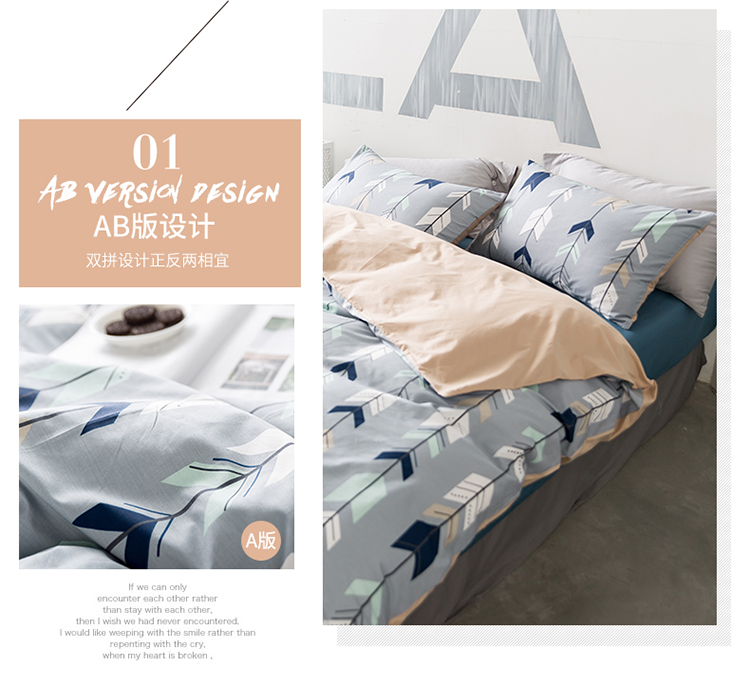 01
AB VERSION DESIGN
AB版设计
双拼设计正反两相宜
A
A版
If we can only
encounter each other rather
than stay with each other,
then I wish we had never encountered.
I would like weeping with the smile rather than
repenting with the cry,
when my heart is broken 。